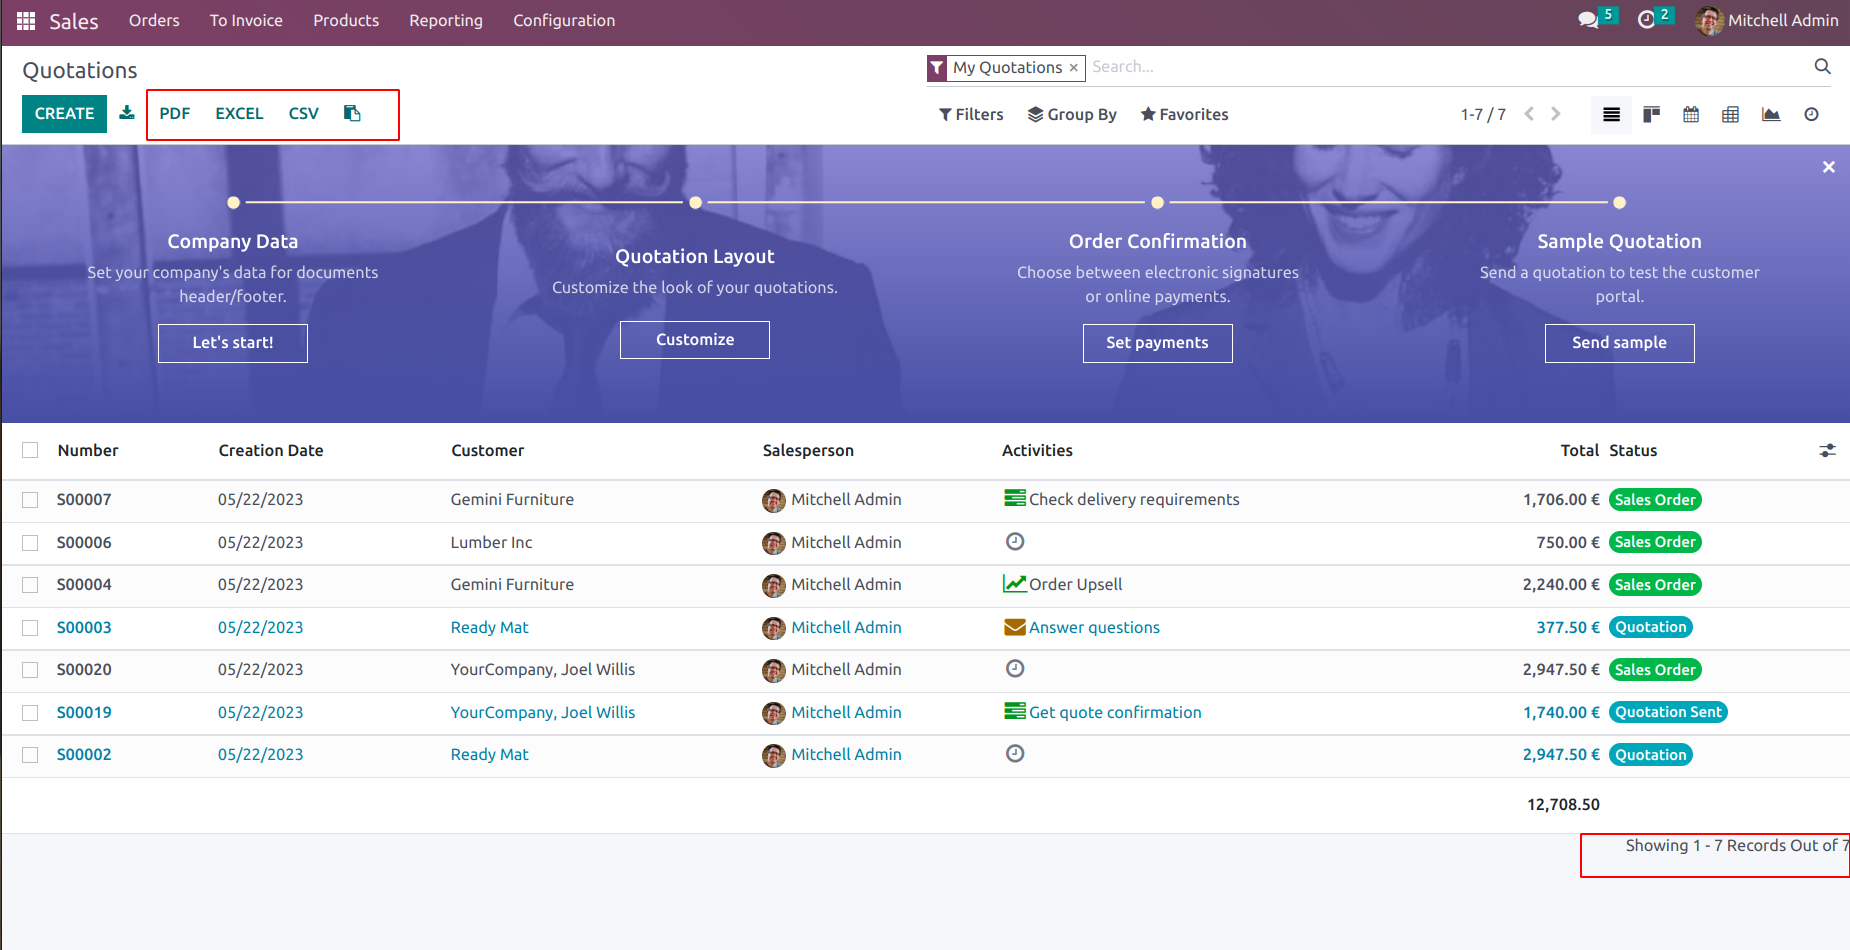 Sales Orders To Invoice Products Reporting Configuration 5 2 Mitchell Admin
Quotations
My Quotations × Search...
CREATE PDF EXCEL CSV
Filters Group By Favorites 1-7 / 7
Company Data
Set your company's data for documents
header/footer.
Let's start!
Quotation Layout
Customize the look of your quotations.
Customize
Order Confirmation
Choose between electronic signatures
or online payments.
Set payments
Sample Quotation
Send a quotation to test the customer
portal.
Send sample
Number Creation Date Customer Salesperson Activities Total Status
S00007 05/22/2023 Gemini Furniture Mitchell Admin Check delivery requirements 1,706.00 € Sales Order
S00006 05/22/2023 Lumber Inc Mitchell Admin 750.00 € Sales Order
S00004 05/22/2023 Gemini Furniture Mitchell Admin Order Upsell 2,240.00 € Sales Order
S00003 05/22/2023 Ready Mat Mitchell Admin Answer questions 377.50 € Quotation
S00020 05/22/2023 YourCompany, Joel Willis Mitchell Admin 2,947.50 € Sales Order
S00019 05/22/2023 YourCompany, Joel Willis Mitchell Admin Get quote confirmation 1,740.00 € Quotation Sent
S00002 05/22/2023 Ready Mat Mitchell Admin 2,947.50 € Quotation
12,708.50
Showing 1 - 7 Records Out of 7